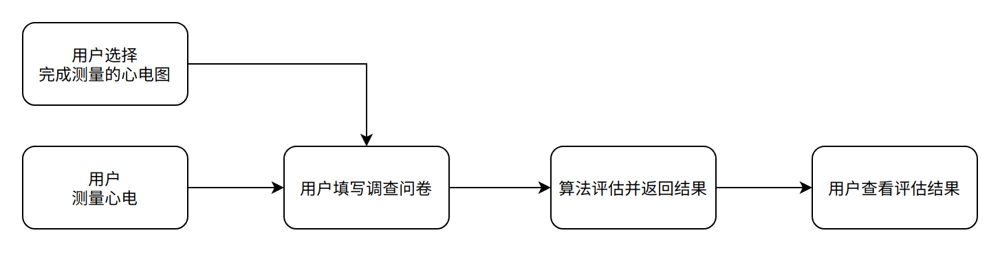 用户选择
完成测量的心电图
用户
测量心电
用户填写调查问卷
算法评估并返回结果
用户查看评估结果